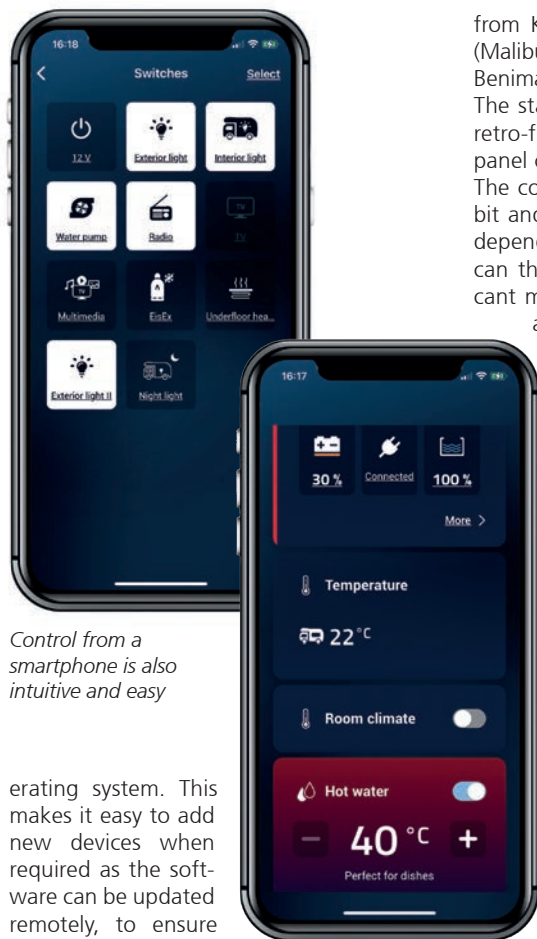 16:18
Switches
Select
12 V
Exterior light
Interior light
Water pump
Radio
TV
TV
TV
Multimedia
EisEx
Underfloor hea...
Exterior light II
Night light
from K
(Malibu
Benima
The sta
retro-f
panel c
The co
bit and
depen
can th
cant m
a
16:17
30 %
Connected
100 %
More >
Temperature
22°C
Room climate
Hot water
− 40 °C +
Perfect for dishes
Control from a
smartphone is also
intuitive and easy
erating system. This
makes it easy to add
new devices when
required as the soft-
ware can be updated
remotely, to ensure